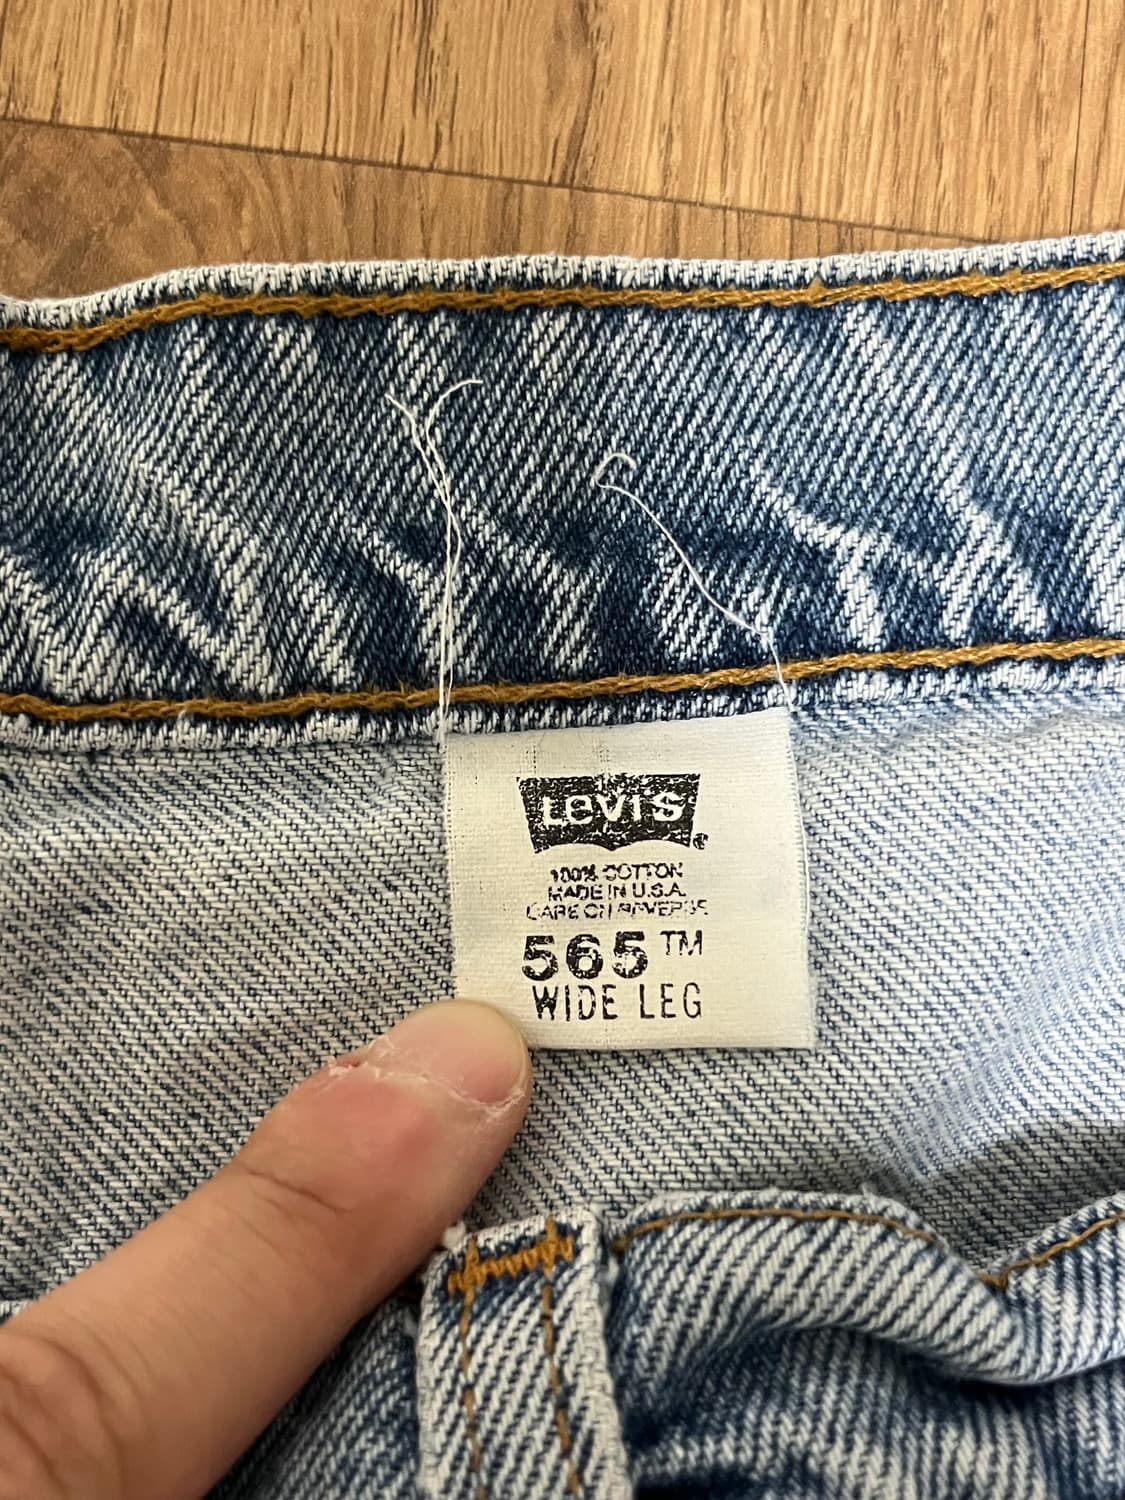 LEVI'S
100% COTTON
MADE IN U.S.A.
CARE ON REVERSE
565™
WIDE LEG